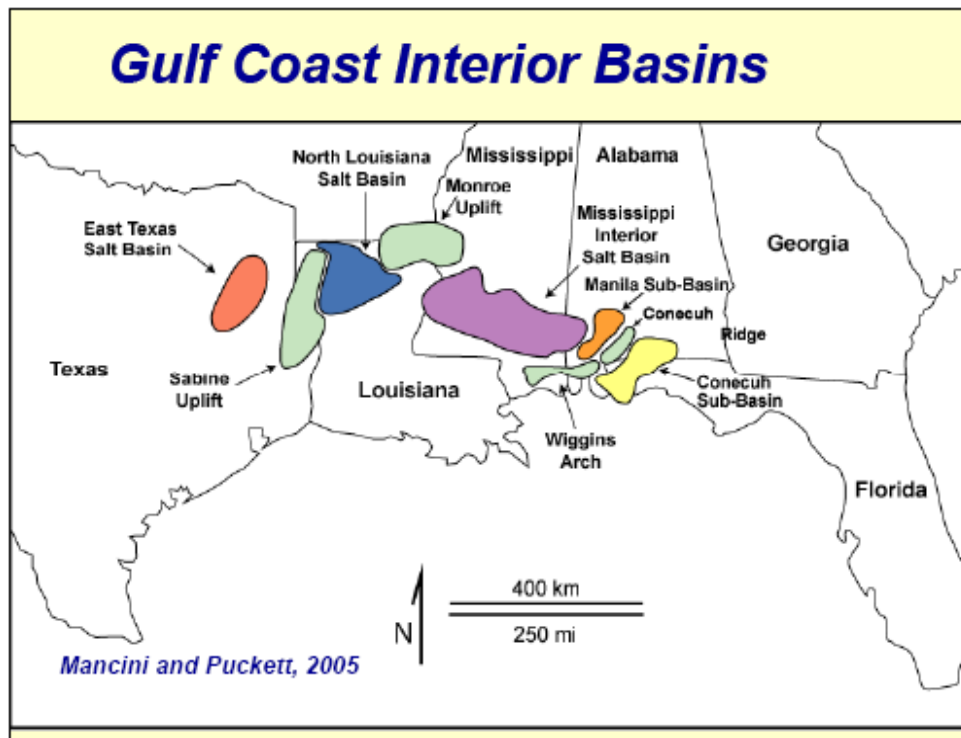 Gulf Coast Interior Basins
North Louisiana
Salt Basin
Mississippi
Alabama
Monroe
Uplift
East Texas
Salt Basin
Mississippi
Interior
Salt Basin
Georgia
Manila Sub-Basin
Conecuh
Ridge
Texas
Sabine
Uplift
Louisiana
Conecuh
Sub-Basin
Wiggins
Arch
Florida
400 km
N
250 mi
Mancini and Puckett, 2005